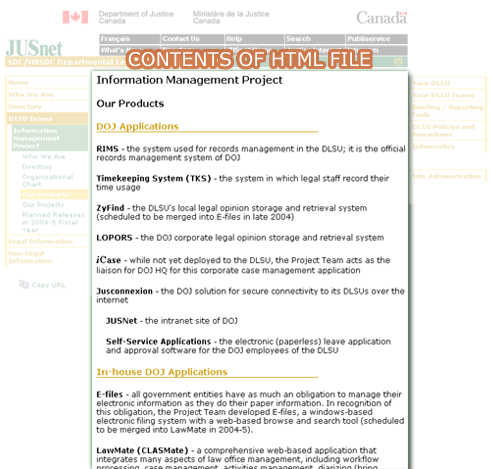 Department of Justice
Canada
Ministère de la Justice
Canada
Canada
JUSnet
Français
Contact Us
Help
Search
Publiservice
What's
SDC/HRSDC Departmental Le
CONTENTS OF HTML FILE
Home
Who We Are
Directory
DLSU Teams
Information
Management
Project
Who We Are
Directory
Organizational
Chart
Our Products
Our Projects
Planned Releases
in 2004-5 Fiscal
Year
Legal Information
Non-Legal
Information
Copy URL
Information Management Project
Our Products
DOJ Applications
RIMS - the system used for records management in the DLSU; it is the official
records management system of DOJ
Timekeeping System (TKS) - the system in which legal staff record their
time usage
ZyFind - the DLSU's local legal opinion storage and retrieval system
(scheduled to be merged into E-files in late 2004)
LOPORS - the DOJ corporate legal opinion storage and retrieval system
iCase - while not yet deployed to the DLSU, the Project Team acts as the
liaison for DOJ HQ for this corporate case management application
Jusconnexion - the DOJ solution for secure connectivity to its DLSUs over the
internet
JUSNet - the intranet site of DOJ
Self-Service Applications - the electronic (paperless) leave application
and approval software for the DOJ employees of the DLSU
In-house DOJ Applications
E-files - all government entities have as much an obligation to manage their
electronic information as they do their paper information. In recognition of
this obligation, the Project Team developed E-files, a windows-based
electronic filing system with a web-based browse and search tool (scheduled
to be merged into LawMate in 2004-5).
LawMate (CLASMate) - a comprehensive web-based application that
integrates many aspects of law office management, including workflow
processing, case management, activities management, diarizing (bring
Your DLSU
Your DLSU Teams
Briefing / Reporting
Tools
DLSU Policies and
Procedures
Informatics
Site Administration